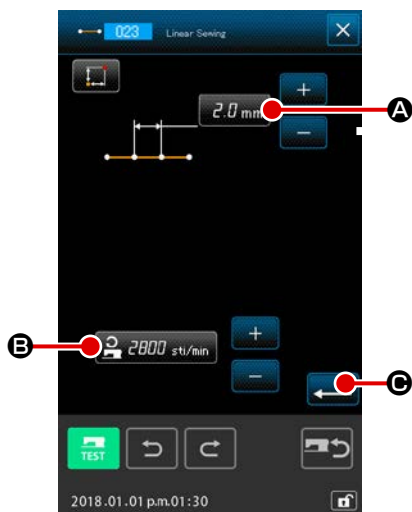 023 Linear Sewing
2.0 mm
A
B
2800 sti/min
C
TEST
2018.01.01 p.m.01:30